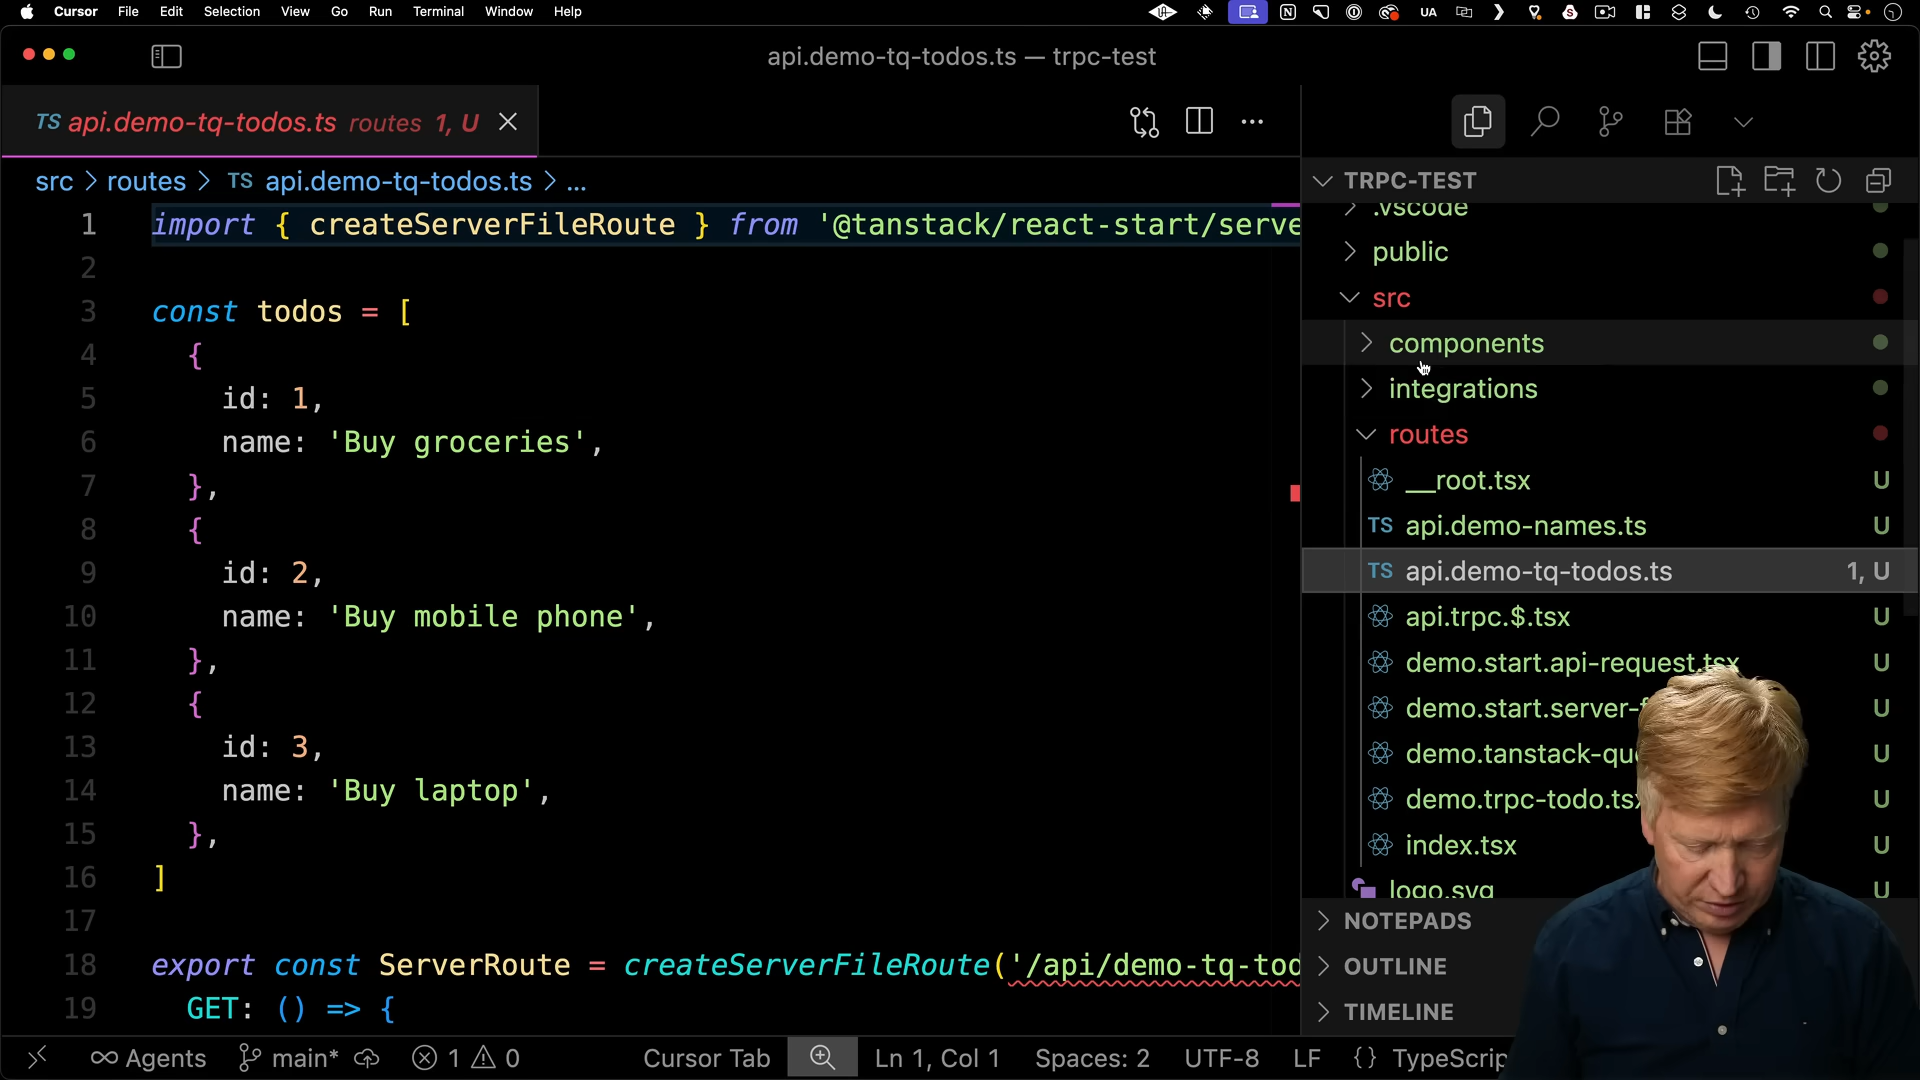 Cursor File Edit Selection View Go Run Terminal Window Help
UA
api.demo-tq-todos.ts — trpc-test
TS api.demo-tq-todos.ts routes 1, U
src > routes > TS api.demo-tq-todos.ts > ...
1 import { createServerFileRoute } from '@tanstack/react-start/serve
2
3 const todos = [
4 {
5 id: 1,
6 name: 'Buy groceries',
7 },
8 {
9 id: 2,
10 name: 'Buy mobile phone',
11 },
12 {
13 id: 3,
14 name: 'Buy laptop',
15 },
16 ]
17
18 export const ServerRoute = createServerFileRoute('/api/demo-tq-tod
19 GET: () => {
TRPC-TEST
.vscode
public
src
components
integrations
routes
__root.tsx U
TS api.demo-names.ts U
TS api.demo-tq-todos.ts 1, U
api.trpc.$.tsx U
demo.start.api-request.tsx U
demo.start.server-f U
demo.tanstack-qu U
demo.trpc-todo.tsx U
index.tsx U
logo.svg U
NOTEPADS
OUTLINE
TIMELINE
Agents main* 1 0 Cursor Tab Ln 1, Col 1 Spaces: 2 UTF-8 LF {} TypeScrip